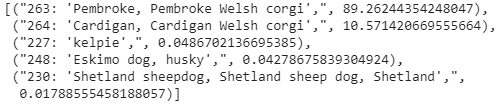 [("263: 'Pembroke, Pembroke Welsh corgi',", 89.26244354248047),
("264: 'Cardigan, Cardigan Welsh corgi',", 10.571429669555664),
("227: 'kelpie',", 0.0486702136695385),
("248: 'Eskimo dog, husky',", 0.04278675839304924),
("230: 'Shetland sheepdog, Shetland sheep dog, Shetland',",
0.01788555458188057)]